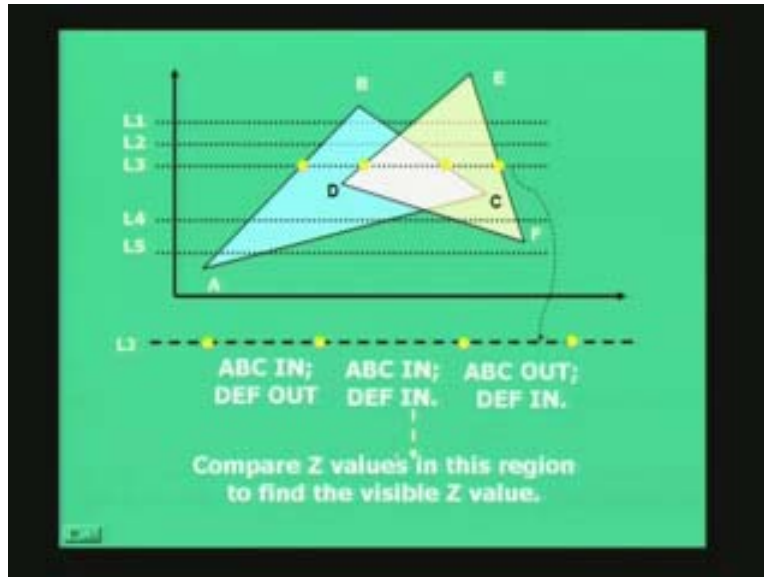 B
E
L1
L2
L3
D
C
L4
F
L5
A
L3
ABC IN; ABC IN; ABC OUT;
DEF OUT DEF IN. DEF IN.
Compare Z values in this region
to find the visible Z value.